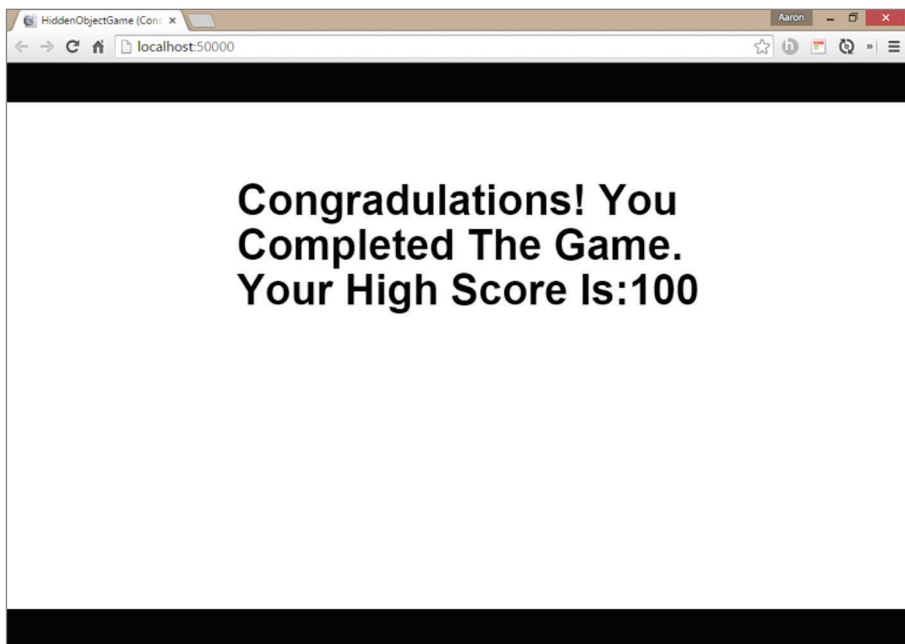 HiddenObjectGame (Con:
Aaron
localhost:50000
Congradulations! You
Completed The Game.
Your High Score Is:100